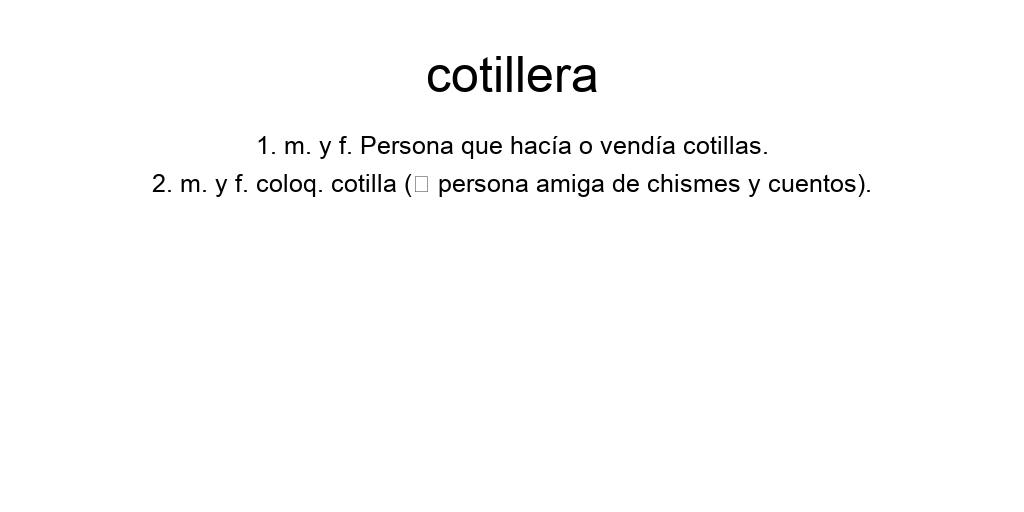 cotillera
1. m. y f. Persona que hacía o vendía cotillas.
2. m. y f. coloq. cotilla (□ persona amiga de chismes y cuentos).